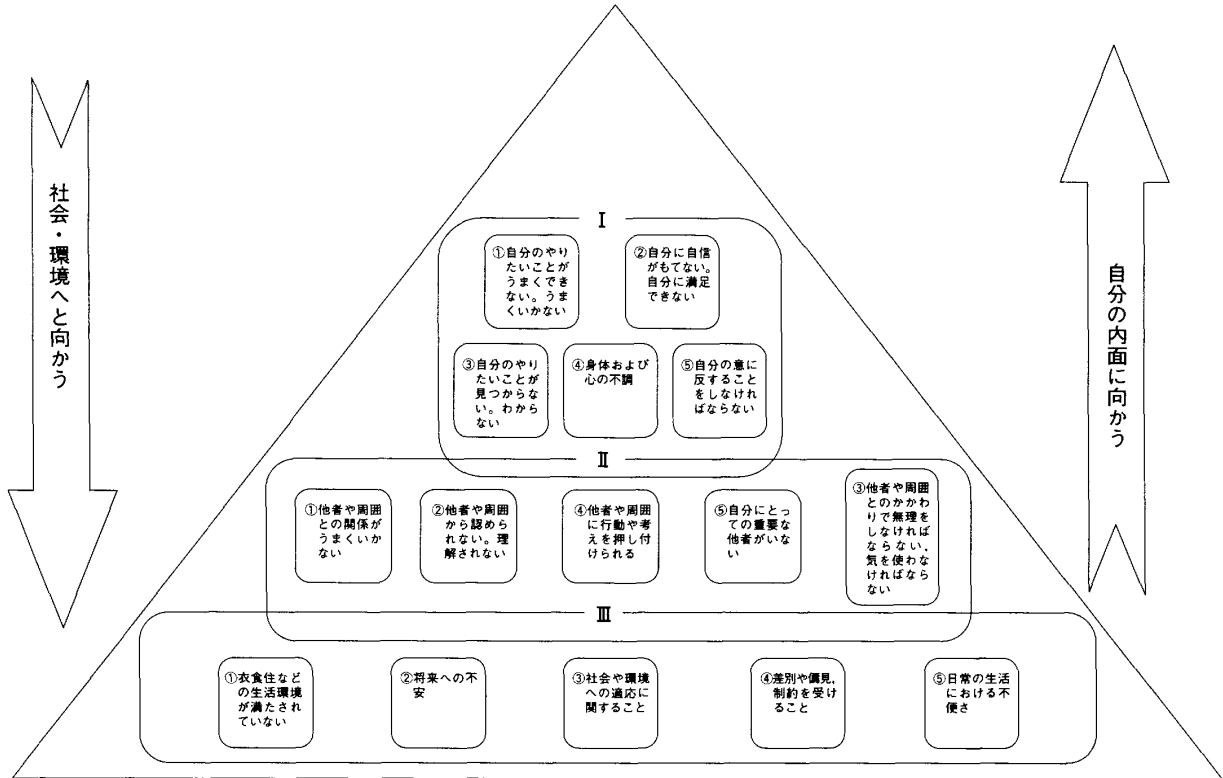 社会・環境へと向かう
自分の内面に向かう
Ⅰ
①自分のやり
たいことが
うまくでき
ない。うま
くいかない
②自分に自信
がもてない。
自分に満足
できない
③自分のやり
たいことが
見つからな
い。わから
ない
④身体および
心の不調
⑤自分の意に
反すること
をしなけれ
ばならない
Ⅱ
①他者や周囲
との関係が
うまくいか
ない
②他者や周囲
から認めら
れない。理
解されない
④他者や周囲
に行動や考
えを押し付
けられる
⑤自分にとっ
ての重要な
他者がいな
い
③他者や周囲
とのかかわ
りで無理を
しなければ
ならない，
気を使わな
ければなら
ない
Ⅲ
①衣食住など
の生活環境
が満たされ
ていない
②将来への不
安
③社会や環境
への適応に
関すること
④差別や偏見，
制約を受け
ること
⑤日常の生活
における不
便さ